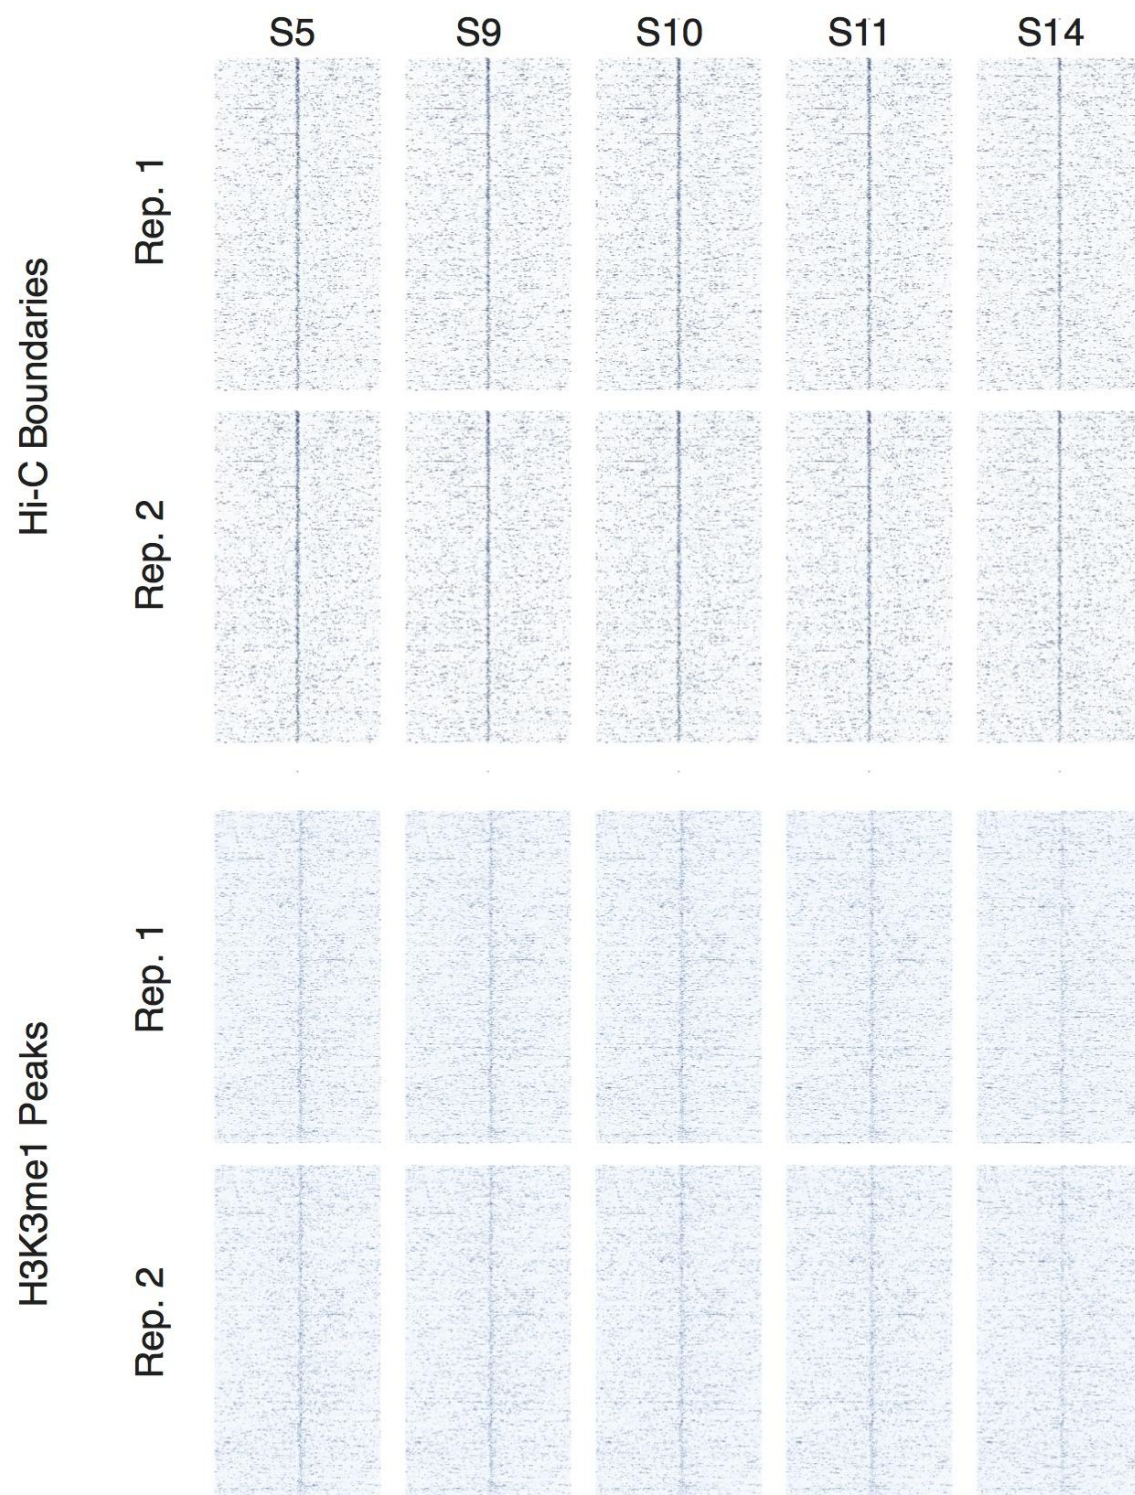 S5 S9 S10 S11 S14
Hi-C Boundaries
Rep. 1
Rep. 2
H3K3me1 Peaks
Rep. 1
Rep. 2